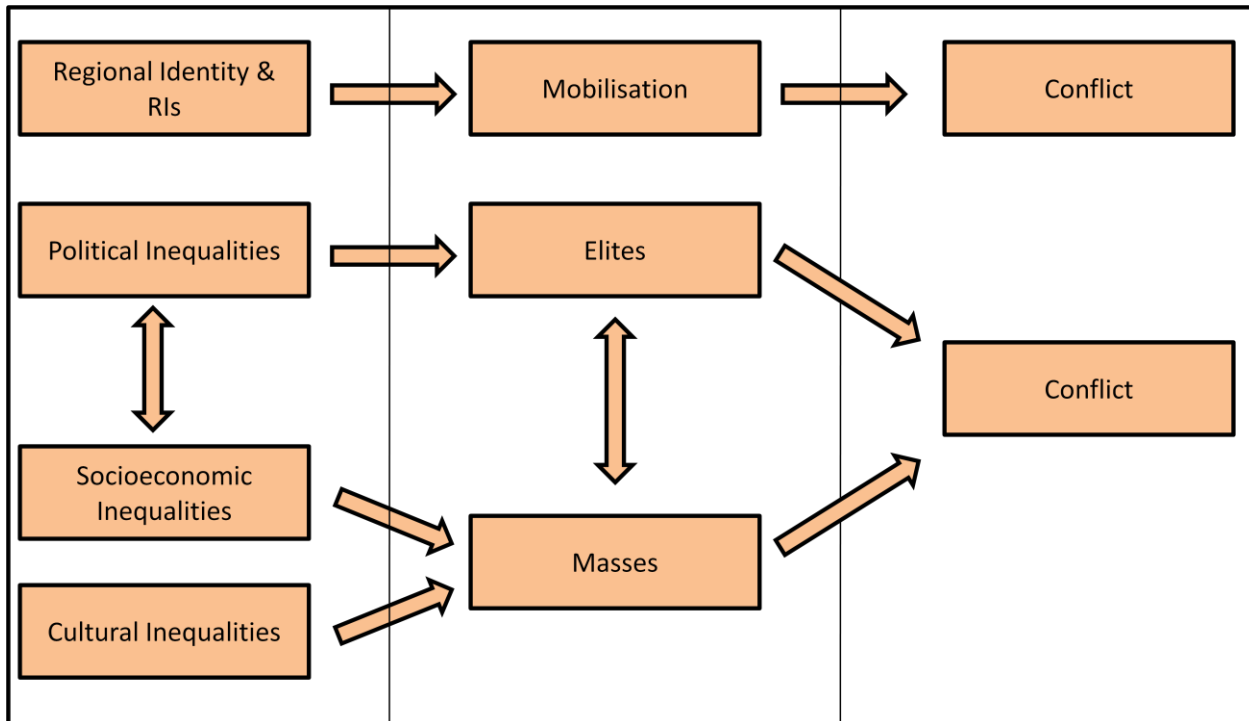 Regional Identity &
RIs
Mobilisation
Conflict
Political Inequalities
Elites
Conflict
Socioeconomic
Inequalities
Masses
Cultural Inequalities